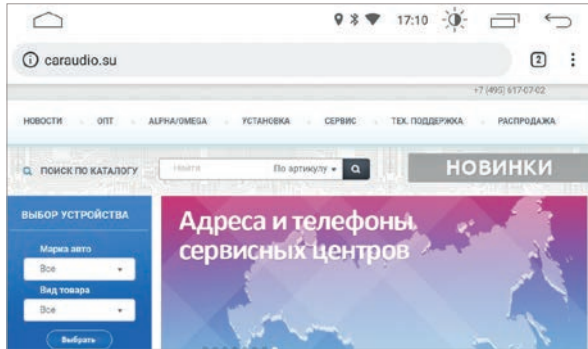 17:10
caraudio.su 2
+7 (495) 617-07-02
НОВОСТИ ОПТ ALPHA/OMEGA УСТАНОВКА СЕРВИС ТЕХ. ПОДДЕРЖКА РАСПРОДАЖА
ПОИСК ПО КАТАЛОГУ Найти По артикулу НОВИНКИ
ВЫБОР УСТРОЙСТВА
Марка авто
Все
Вид товара
Все
Выбрать
Адреса и телефоны
сервисных центров